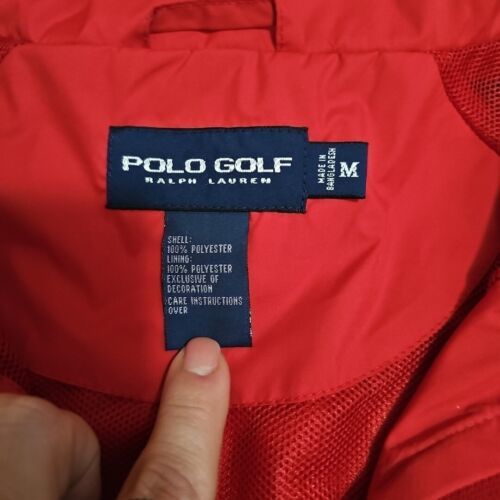 POLO GOLF
RALPH LAUREN
MADE IN
BANGLADESH
M
SHELL:
100% POLYESTER
LINING:
100% POLYESTER
EXCLUSIVE OF
DECORATION
CARE INSTRUCTIONS
OVER